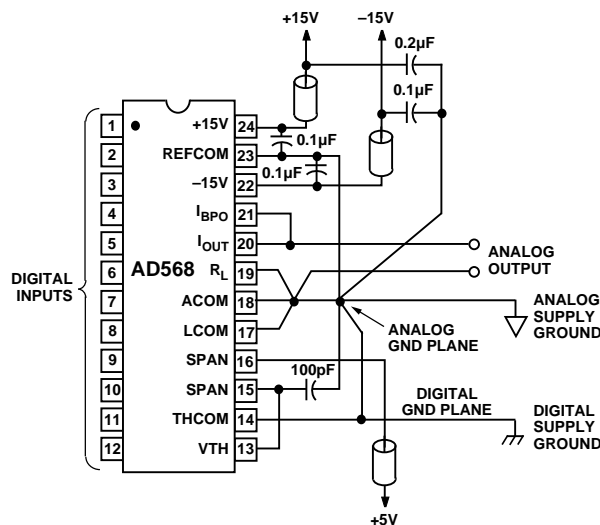 +15V
–15V
0.2µF
0.1µF
DIGITAL
INPUTS
AD568
1
2
3
4
5
6
7
8
9
10
11
12
+15V
24
REFCOM
23
–15V
22
I_BPO
21
I_OUT
20
R_L
19
ACOM
18
LCOM
17
SPAN
16
SPAN
15
THCOM
14
VTH
13
0.1µF
0.1µF
100pF
ANALOG
OUTPUT
ANALOG
GND PLANE
ANALOG
SUPPLY
GROUND
DIGITAL
GND PLANE
DIGITAL
SUPPLY
GROUND
+5V